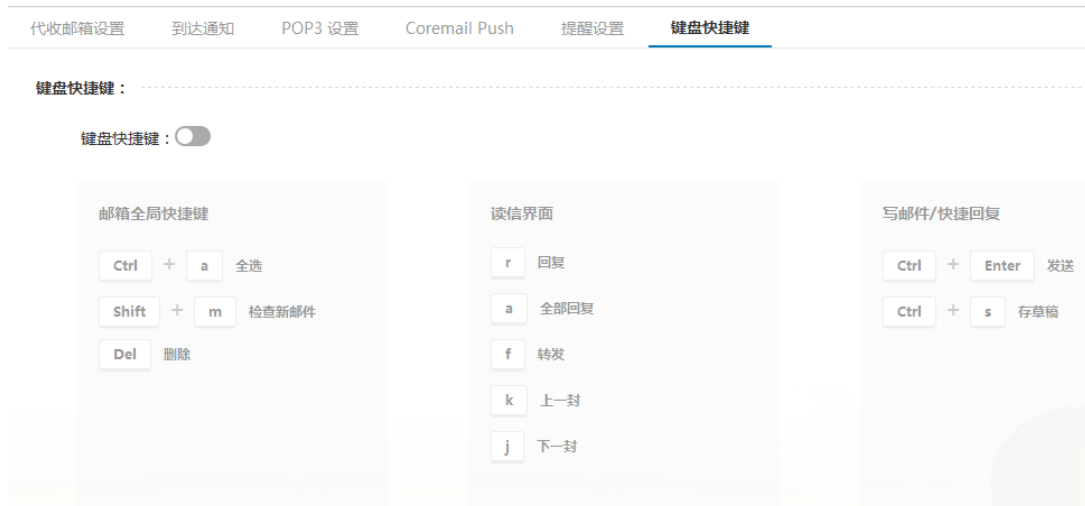 代收邮箱设置 到达通知 POP3 设置 Coremail Push 提醒设置 键盘快捷键
键盘快捷键：
键盘快捷键：
邮箱全局快捷键
Ctrl + a 全选
Shift + m 检查新邮件
Del 删除
读信界面
r 回复
a 全部回复
f 转发
k 上一封
j 下一封
写邮件/快捷回复
Ctrl + Enter 发送
Ctrl + s 存草稿